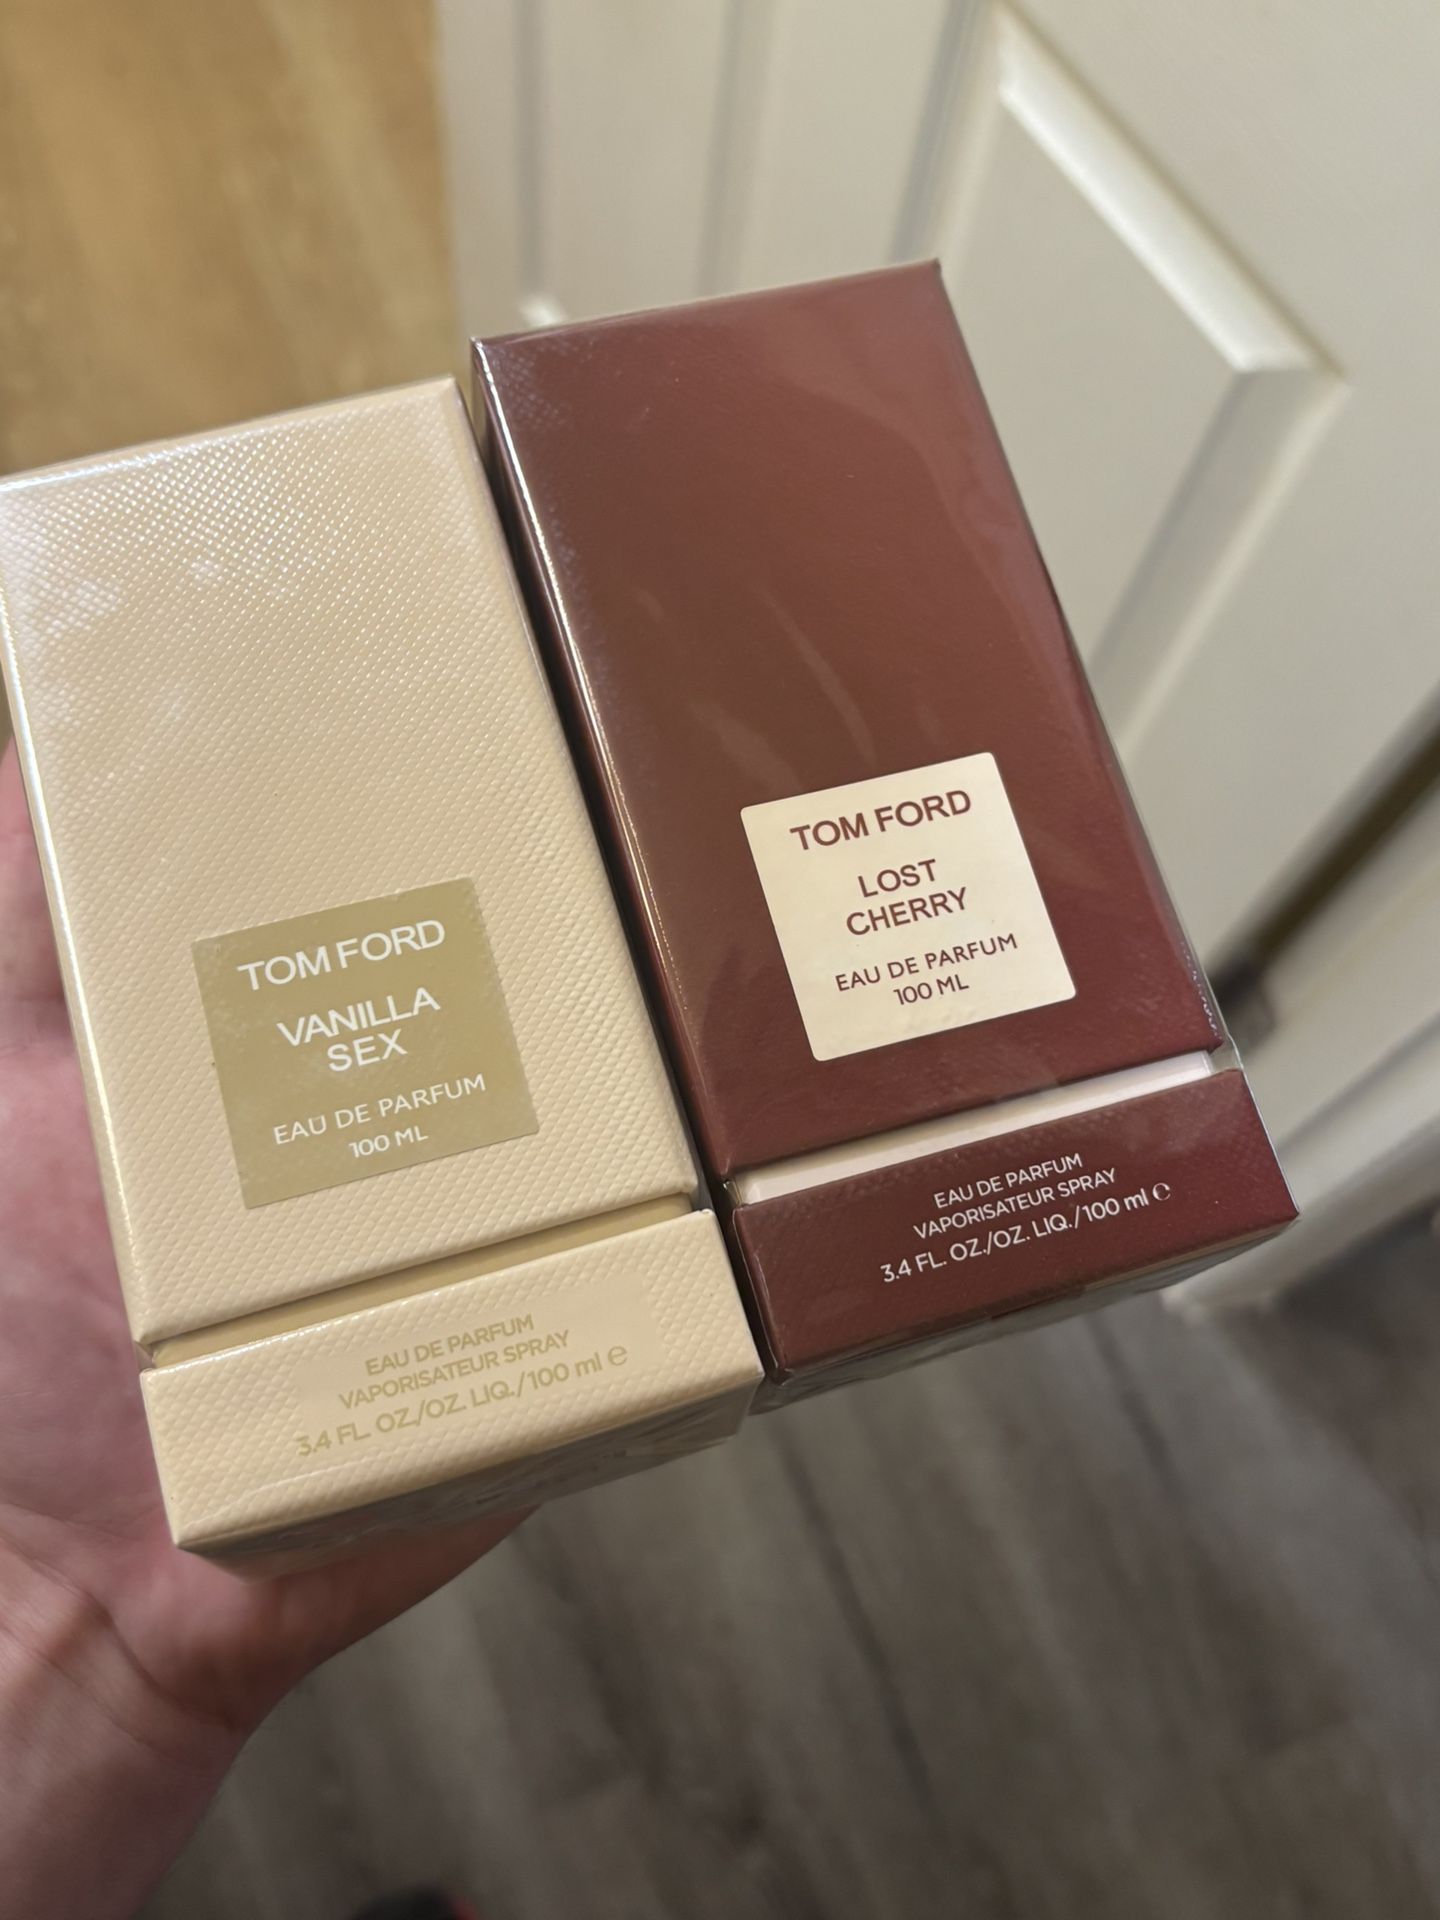 TOM FORD
VANILLA
SEX
EAU DE PARFUM
100 ML
EAU DE PARFUM
VAPORISATEUR SPRAY
3.4 FL. OZ./OZ. LIQ./100 ml ℮
TOM FORD
LOST
CHERRY
EAU DE PARFUM
100 ML
EAU DE PARFUM
VAPORISATEUR SPRAY
3.4 FL. OZ./OZ. LIQ./100 ml ℮